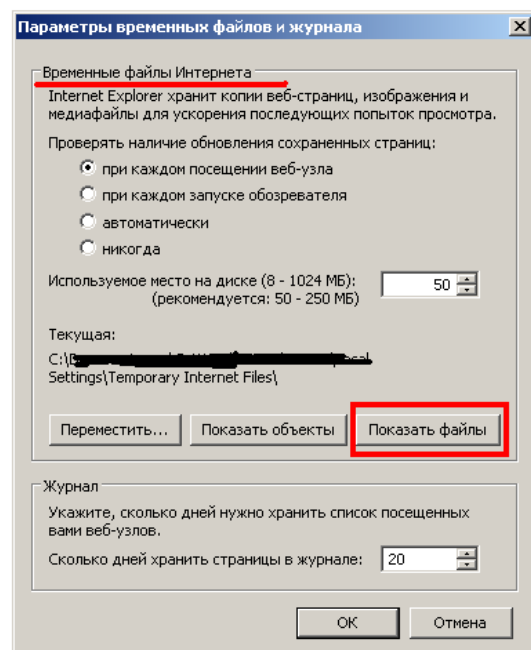 Параметры временных файлов и журнала
Временные файлы Интернета
Internet Explorer хранит копии веб-страниц, изображения и
медиафайлы для ускорения последующих попыток просмотра.
Проверять наличие обновления сохраненных страниц:
при каждом посещении веб-узла
при каждом запуске обозревателя
автоматически
никогда
Используемое место на диске (8 - 1024 МБ): 50
(рекомендуется: 50 - 250 МБ)
Текущая:
C:\
Settings\Temporary Internet Files\
Переместить... Показать объекты Показать файлы
Журнал
Укажите, сколько дней нужно хранить список посещенных
вами веб-узлов.
Сколько дней хранить страницы в журнале: 20
ОК Отмена